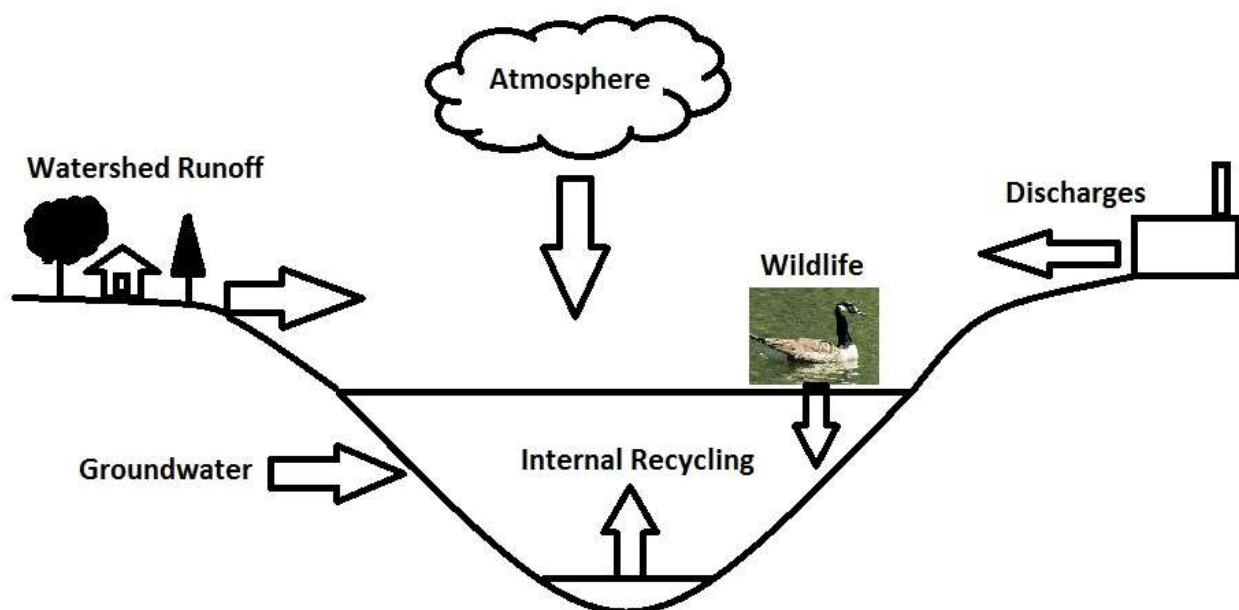 Atmosphere
Watershed Runoff
Discharges
Wildlife
Groundwater
Internal Recycling